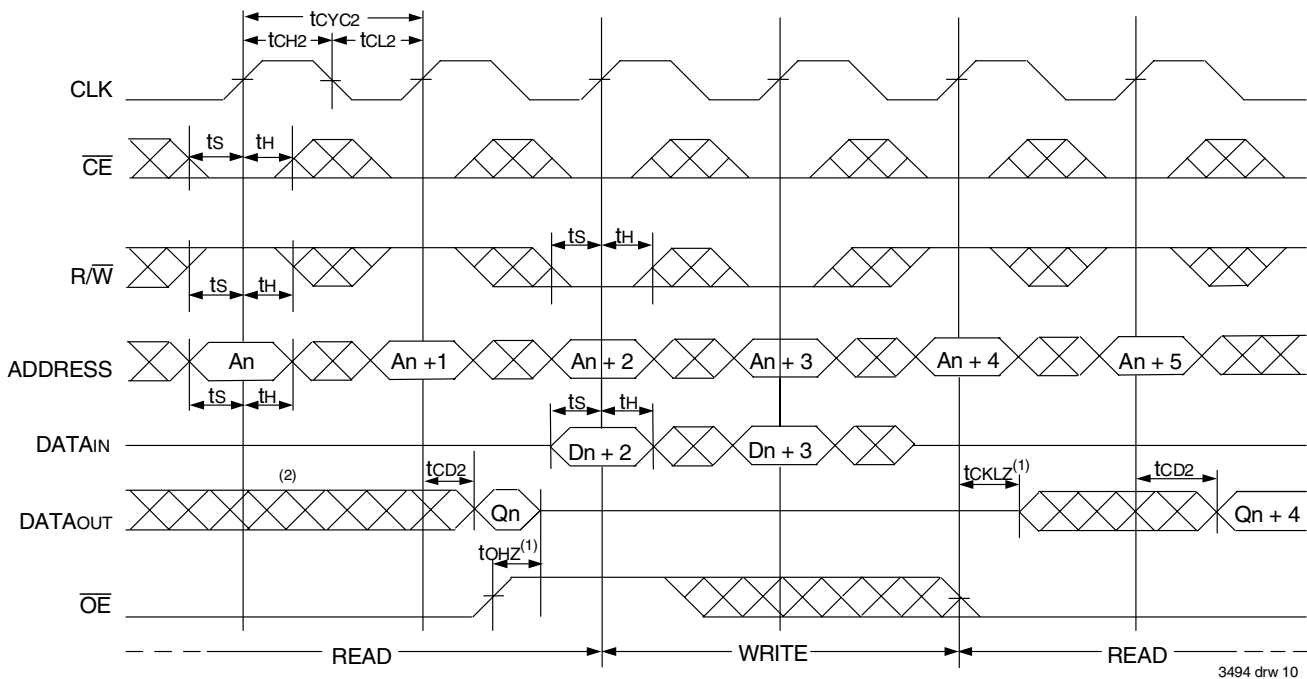 tCYC2
tCH2 tCL2
CLK
CE
tS tH
R/W
tS tH
tS tH
ADDRESS
An An +1 An + 2 An + 3 An + 4 An + 5
tS tH
tS tH
DATAIN
Dn + 2 Dn + 3
(2)
tCD2
tCKLZ(1)
tCD2
DATAOUT
Qn
Qn + 4
tOHZ(1)
OE
READ WRITE READ
3494 drw 10